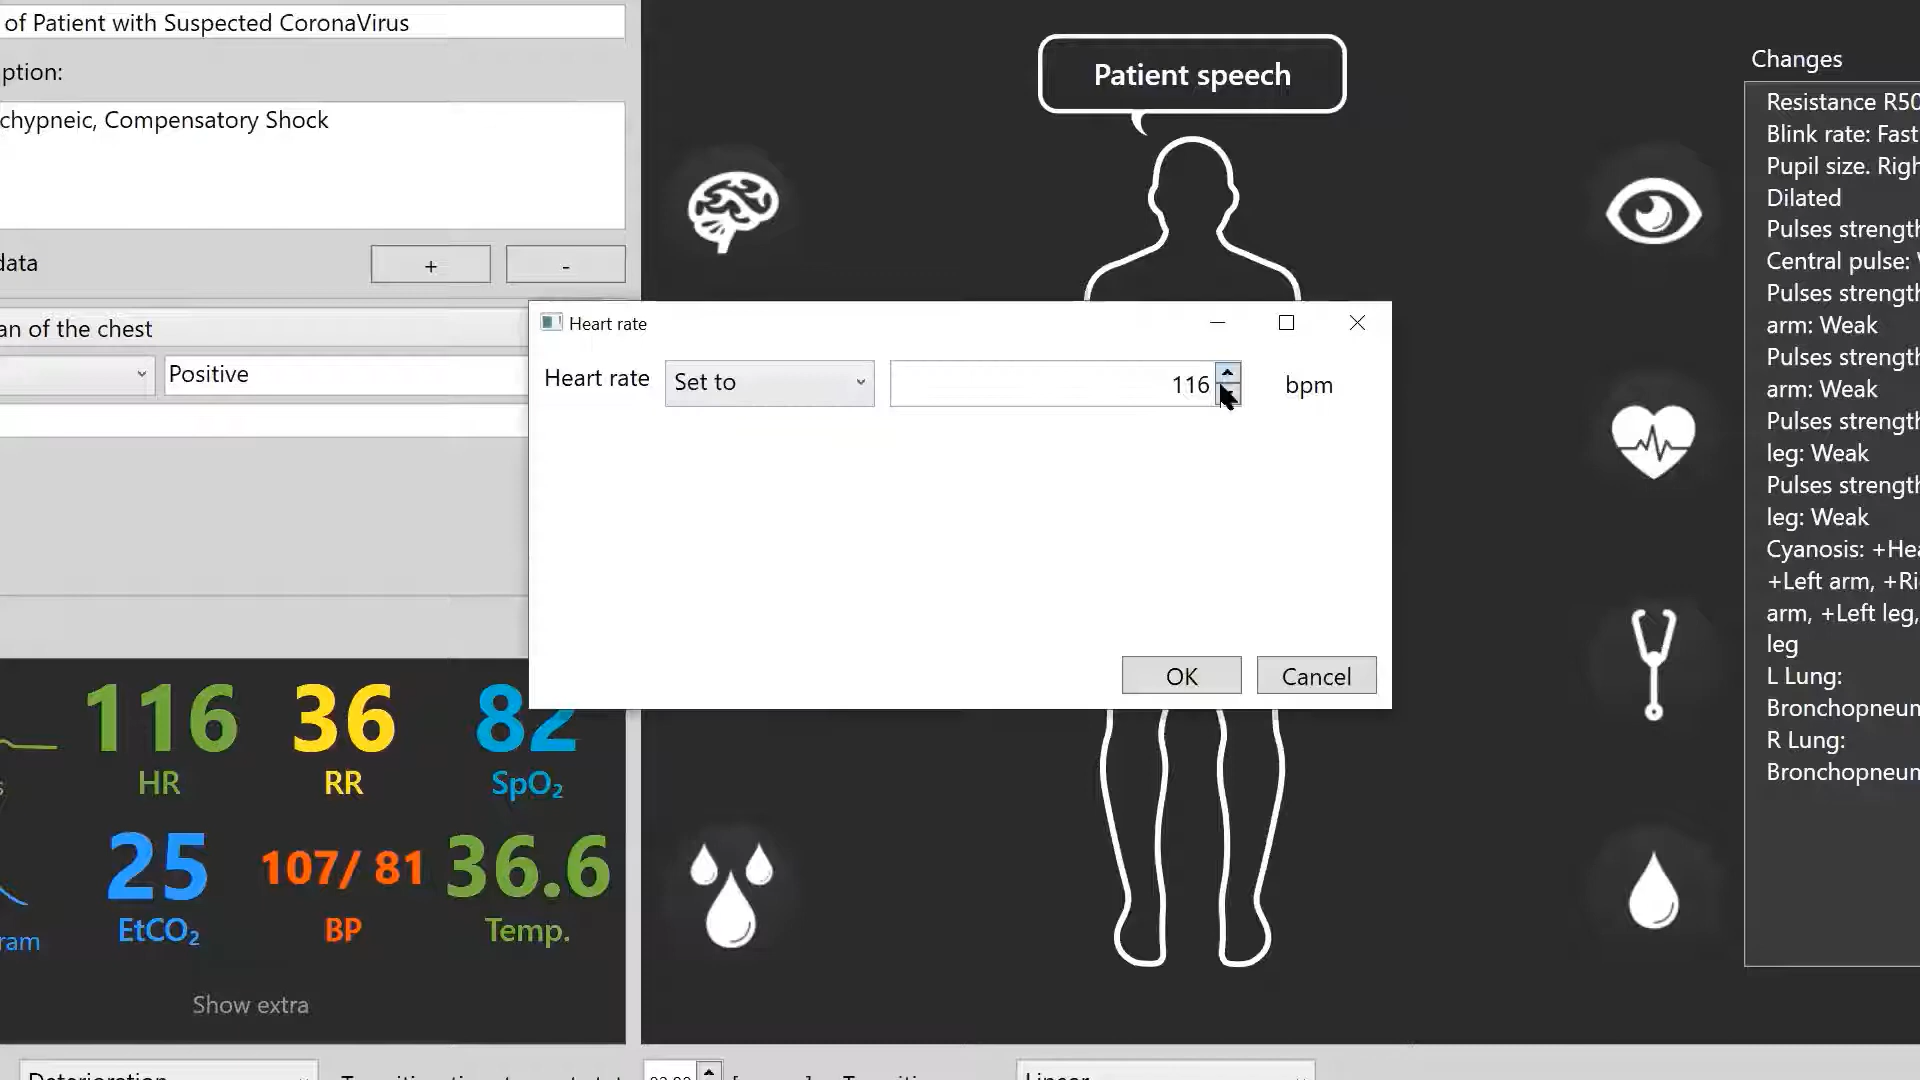 of Patient with Suspected CoronaVirus
ption:
chypneic, Compensatory Shock
data
+
-
an of the chest
Positive
116
HR
36
RR
82
SpO₂
25
EtCO₂
107/ 81
BP
36.6
Temp.
ram
Show extra
Patient speech
Heart rate
Heart rate
Set to
116
bpm
OK
Cancel
Changes
Resistance R50
Blink rate: Fast
Pupil size. Righ
Dilated
Pulses strength
Central pulse:
Pulses strength
arm: Weak
Pulses strength
arm: Weak
Pulses strength
leg: Weak
Pulses strength
leg: Weak
Cyanosis: +Hea
+Left arm, +Ri
arm, +Left leg,
leg
L Lung:
Bronchopneum
R Lung:
Bronchopneum
Deterioration
Linear